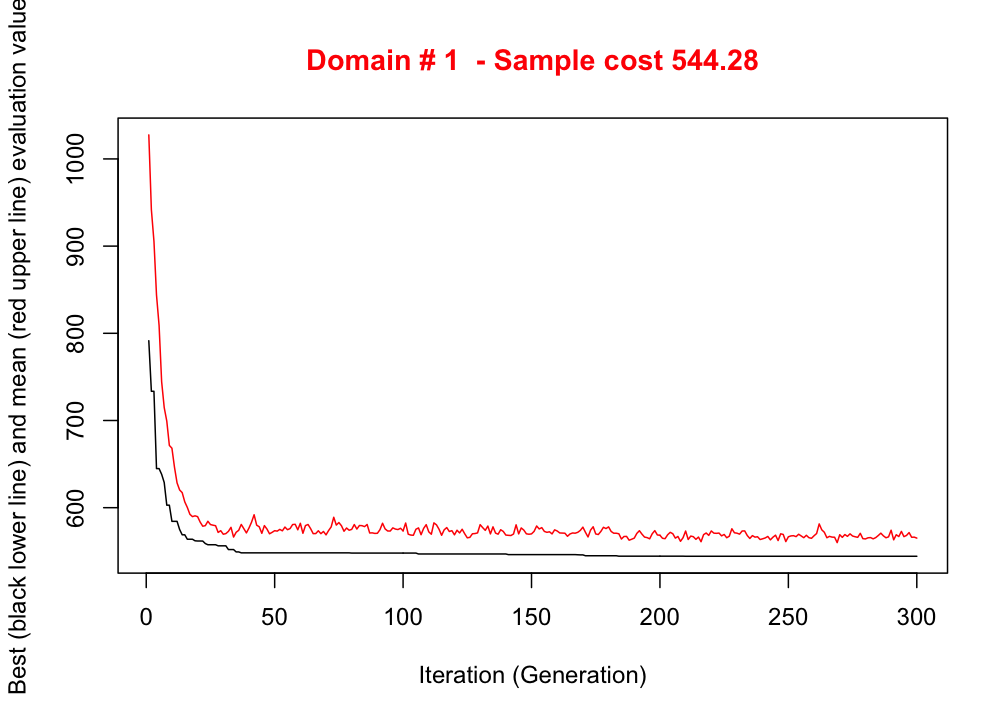 Domain # 1  - Sample cost 544.28
Best (black lower line) and mean (red upper line) evaluation value
1000
900
800
700
600
0 50 100 150 200 250 300
Iteration (Generation)